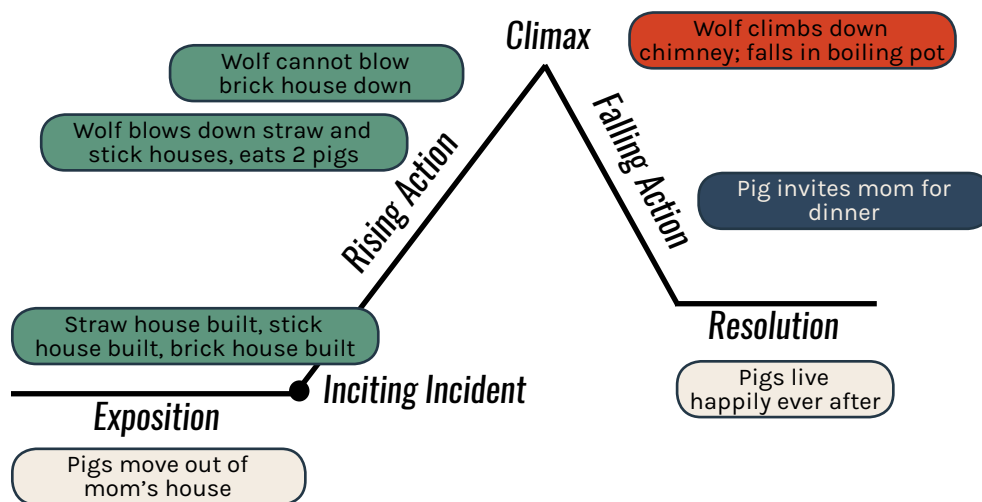 Climax
Wolf climbs down
chimney; falls in boiling pot
Wolf cannot blow
brick house down
Wolf blows down straw and
stick houses, eats 2 pigs
Rising Action
Falling Action
Pig invites mom for
dinner
Straw house built, stick
house built, brick house built
Resolution
Inciting Incident
Pigs live
happily ever after
Exposition
Pigs move out of
mom’s house